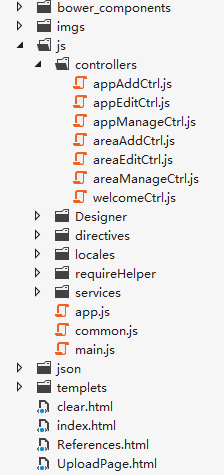 bower_components
imgs
js
controllers
appAddCtrl.js
appEditCtrl.js
appManageCtrl.js
areaAddCtrl.js
areaEditCtrl.js
areaManageCtrl.js
welcomeCtrl.js
Designer
directives
locales
requireHelper
services
app.js
common.js
main.js
json
templets
clear.html
index.html
References.html
UploadPage.html